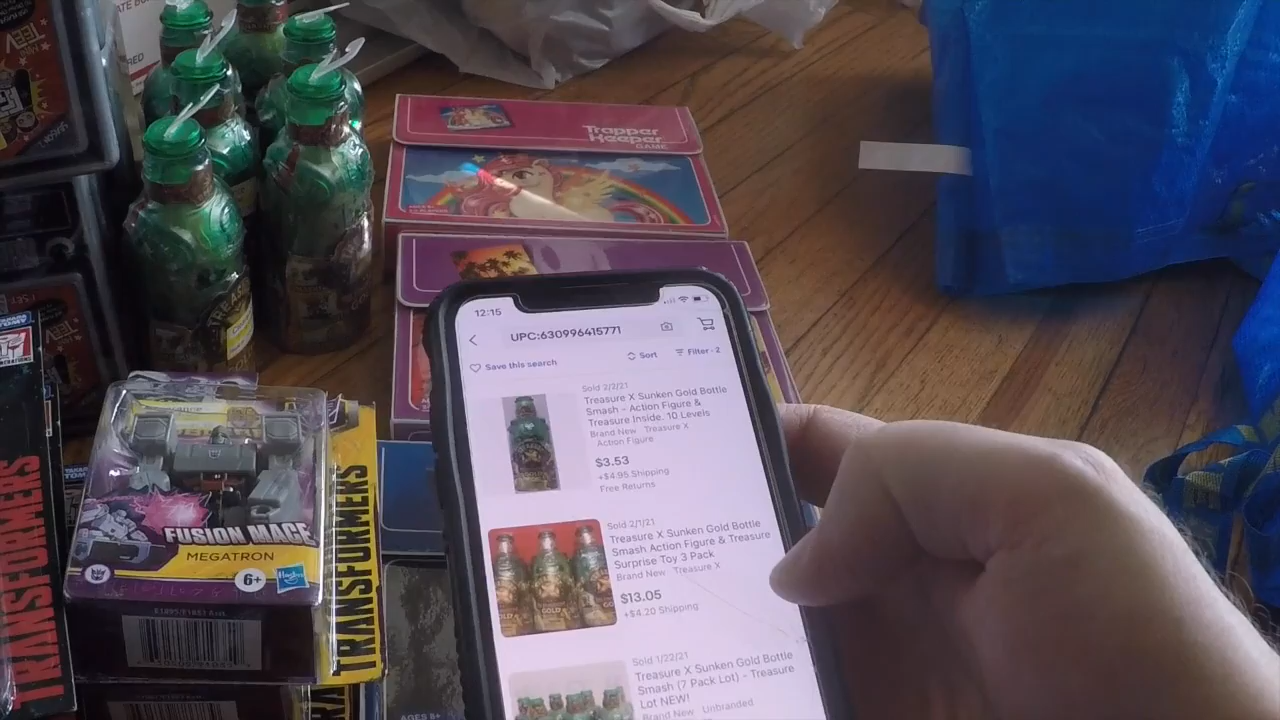 Trapper
Keeper
GAME
12:15
UPC:630996415771
Save this search
Sort
Filter · 2
Sold 2/2/21
Treasure X Sunken Gold Bottle
Smash - Action Figure &
Treasure Inside. 10 Levels
Brand New · Treasure X
Action Figure
$3.53
+$4.95 Shipping
Free Returns
Sold 2/1/21
Treasure X Sunken Gold Bottle
Smash Action Figure & Treasure
Surprise Toy 3 Pack
Brand New · Treasure X
$13.05
+$4.20 Shipping
Sold 1/22/21
Treasure X Sunken Gold Bottle
Smash (7 Pack Lot) - Treasure
Lot NEW!
Brand New · Unbranded
FUSION MACE
MEGATRON
6+
Hasbro
TRANSFORMERS
TRANSFORMERS
AGES 8+